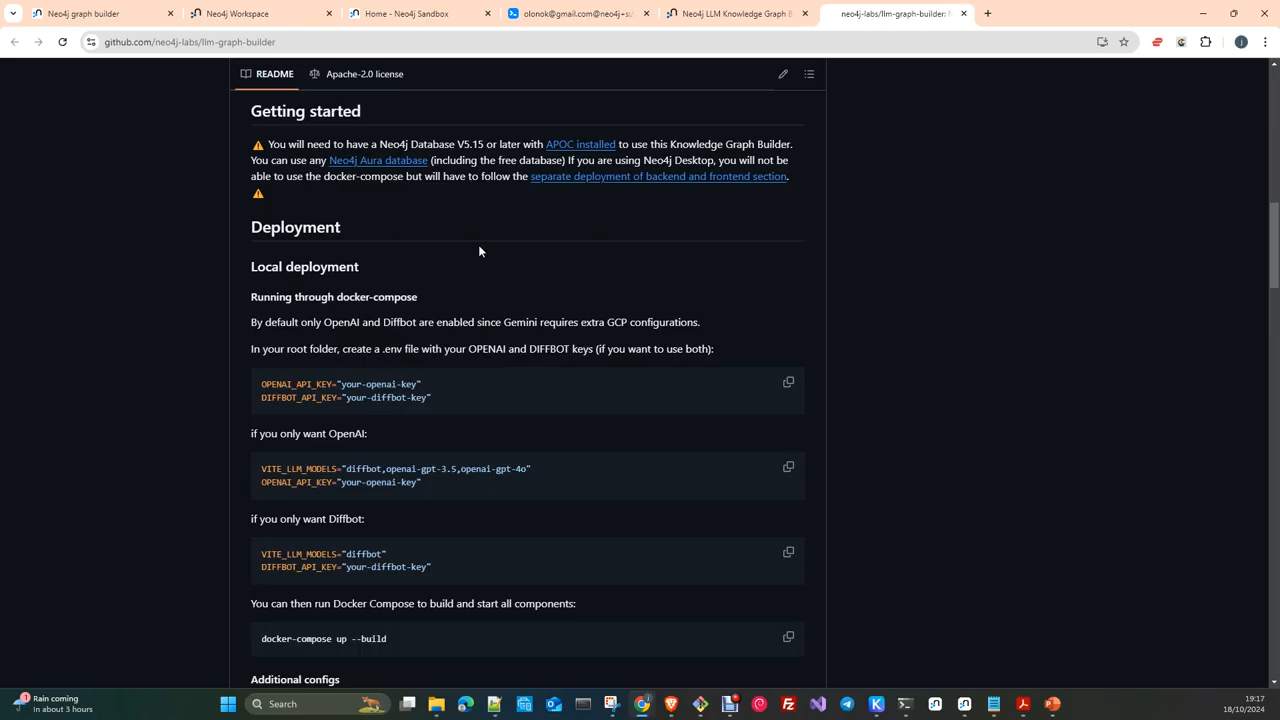 Neo4j graph builder
Neo4j Workspace
Home - Neo4j Sandbox
olonok@gmail.com@neo4j+s:
Neo4j LLM Knowledge Graph B
neo4j-labs/llm-graph-builder:
github.com/neo4j-labs/llm-graph-builder
README
Apache-2.0 license
Getting started
You will need to have a Neo4j Database V5.15 or later with APOC installed to use this Knowledge Graph Builder.
You can use any Neo4j Aura database (including the free database) If you are using Neo4j Desktop, you will not be
able to use the docker-compose but will have to follow the separate deployment of backend and frontend section.
Deployment
Local deployment
Running through docker-compose
By default only OpenAI and Diffbot are enabled since Gemini requires extra GCP configurations.
In your root folder, create a .env file with your OPENAI and DIFFBOT keys (if you want to use both):
OPENAI_API_KEY="your-openai-key"
DIFFBOT_API_KEY="your-diffbot-key"
if you only want OpenAI:
VITE_LLM_MODELS="diffbot,openai-gpt-3.5,openai-gpt-4o"
OPENAI_API_KEY="your-openai-key"
if you only want Diffbot:
VITE_LLM_MODELS="diffbot"
DIFFBOT_API_KEY="your-diffbot-key"
You can then run Docker Compose to build and start all components:
docker-compose up --build
Additional configs
Rain coming
In about 3 hours
Search
19:17
18/10/2024